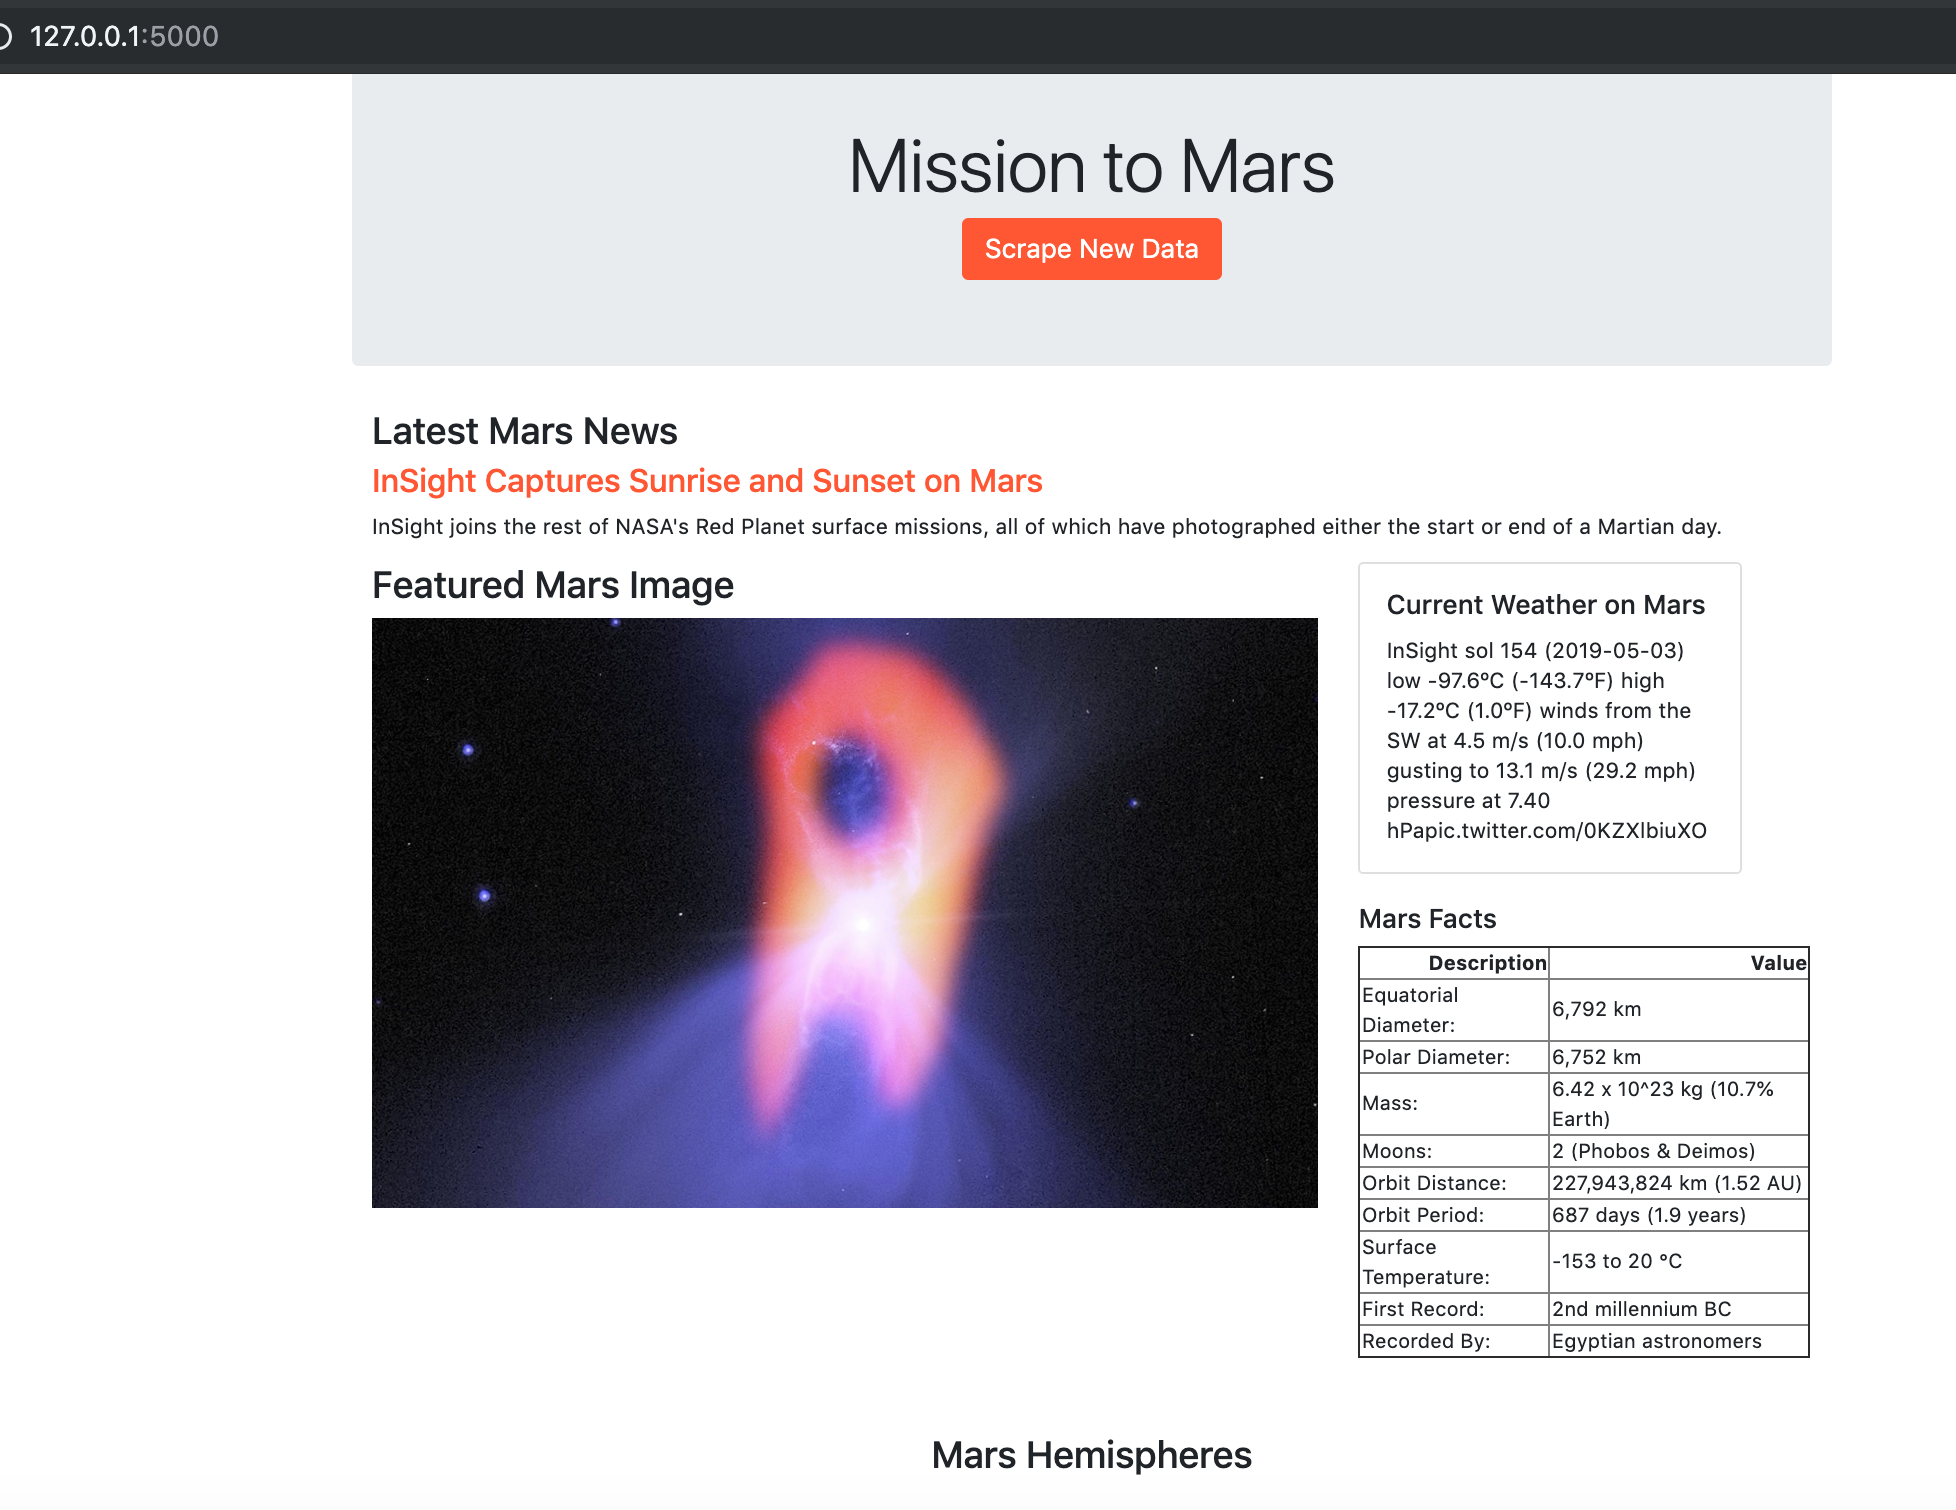 127.0.0.1:5000
Mission to Mars
Scrape New Data
Latest Mars News
InSight Captures Sunrise and Sunset on Mars
InSight joins the rest of NASA's Red Planet surface missions, all of which have photographed either the start or end of a Martian day.
Featured Mars Image
Current Weather on Mars
InSight sol 154 (2019-05-03)
low -97.6ºC (-143.7ºF) high
-17.2ºC (1.0ºF) winds from the
SW at 4.5 m/s (10.0 mph)
gusting to 13.1 m/s (29.2 mph)
pressure at 7.40
hPapic.twitter.com/0KZXlbiuXO
Mars Facts
Description Value
Equatorial
Diameter: 6,792 km
Polar Diameter: 6,752 km
Mass: 6.42 x 10^23 kg (10.7%
Earth)
Moons: 2 (Phobos & Deimos)
Orbit Distance: 227,943,824 km (1.52 AU)
Orbit Period: 687 days (1.9 years)
Surface
Temperature: -153 to 20 °C
First Record: 2nd millennium BC
Recorded By: Egyptian astronomers
Mars Hemispheres